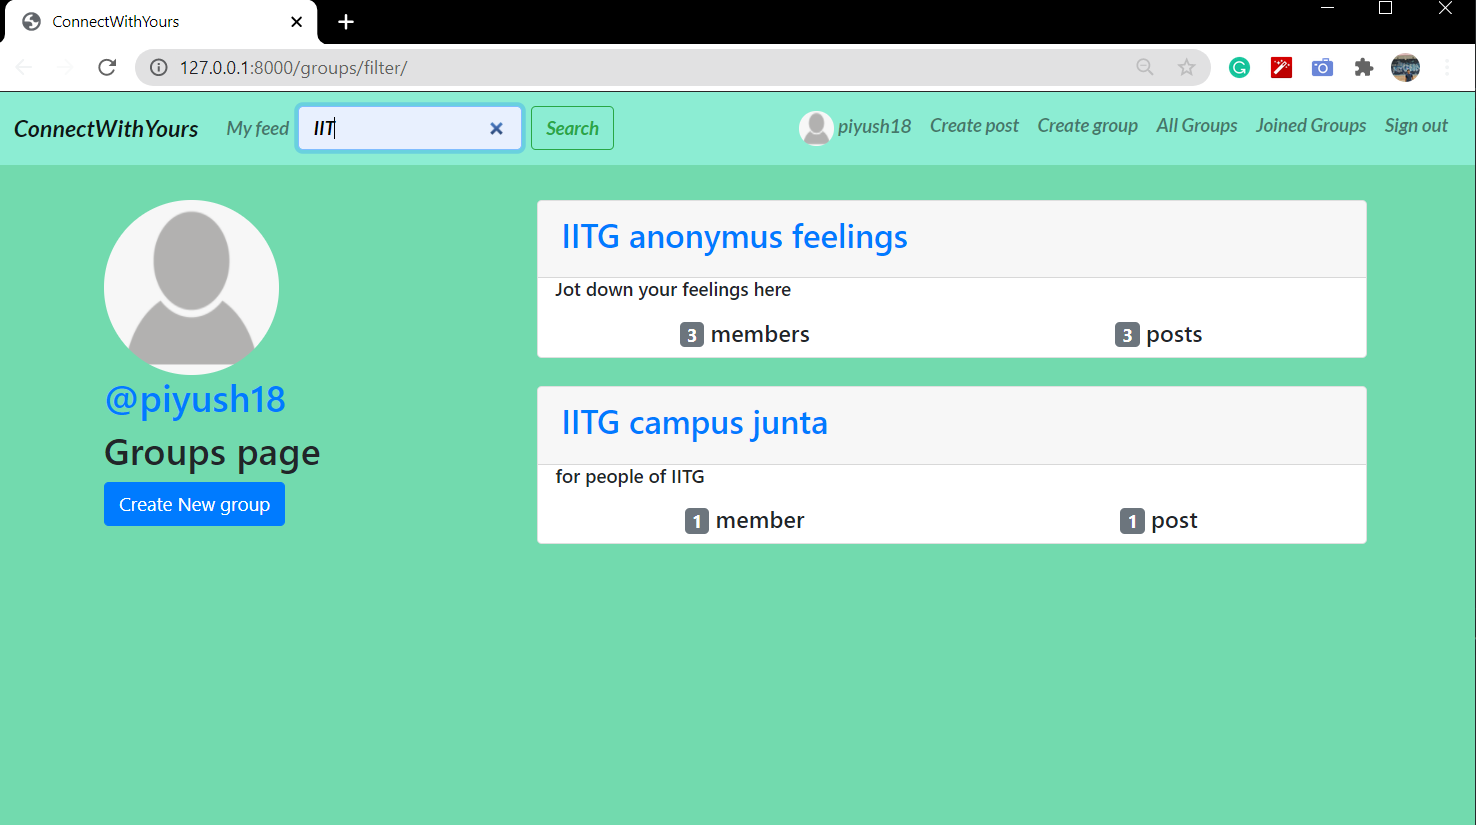 ConnectWithYours
127.0.0.1:8000/groups/filter/
ConnectWithYours My feed IIT Search piyush18 Create post Create group All Groups Joined Groups Sign out
@piyush18
Groups page
Create New group
IITG anonymus feelings
Jot down your feelings here
3 members 3 posts
IITG campus junta
for people of IITG
1 member 1 post